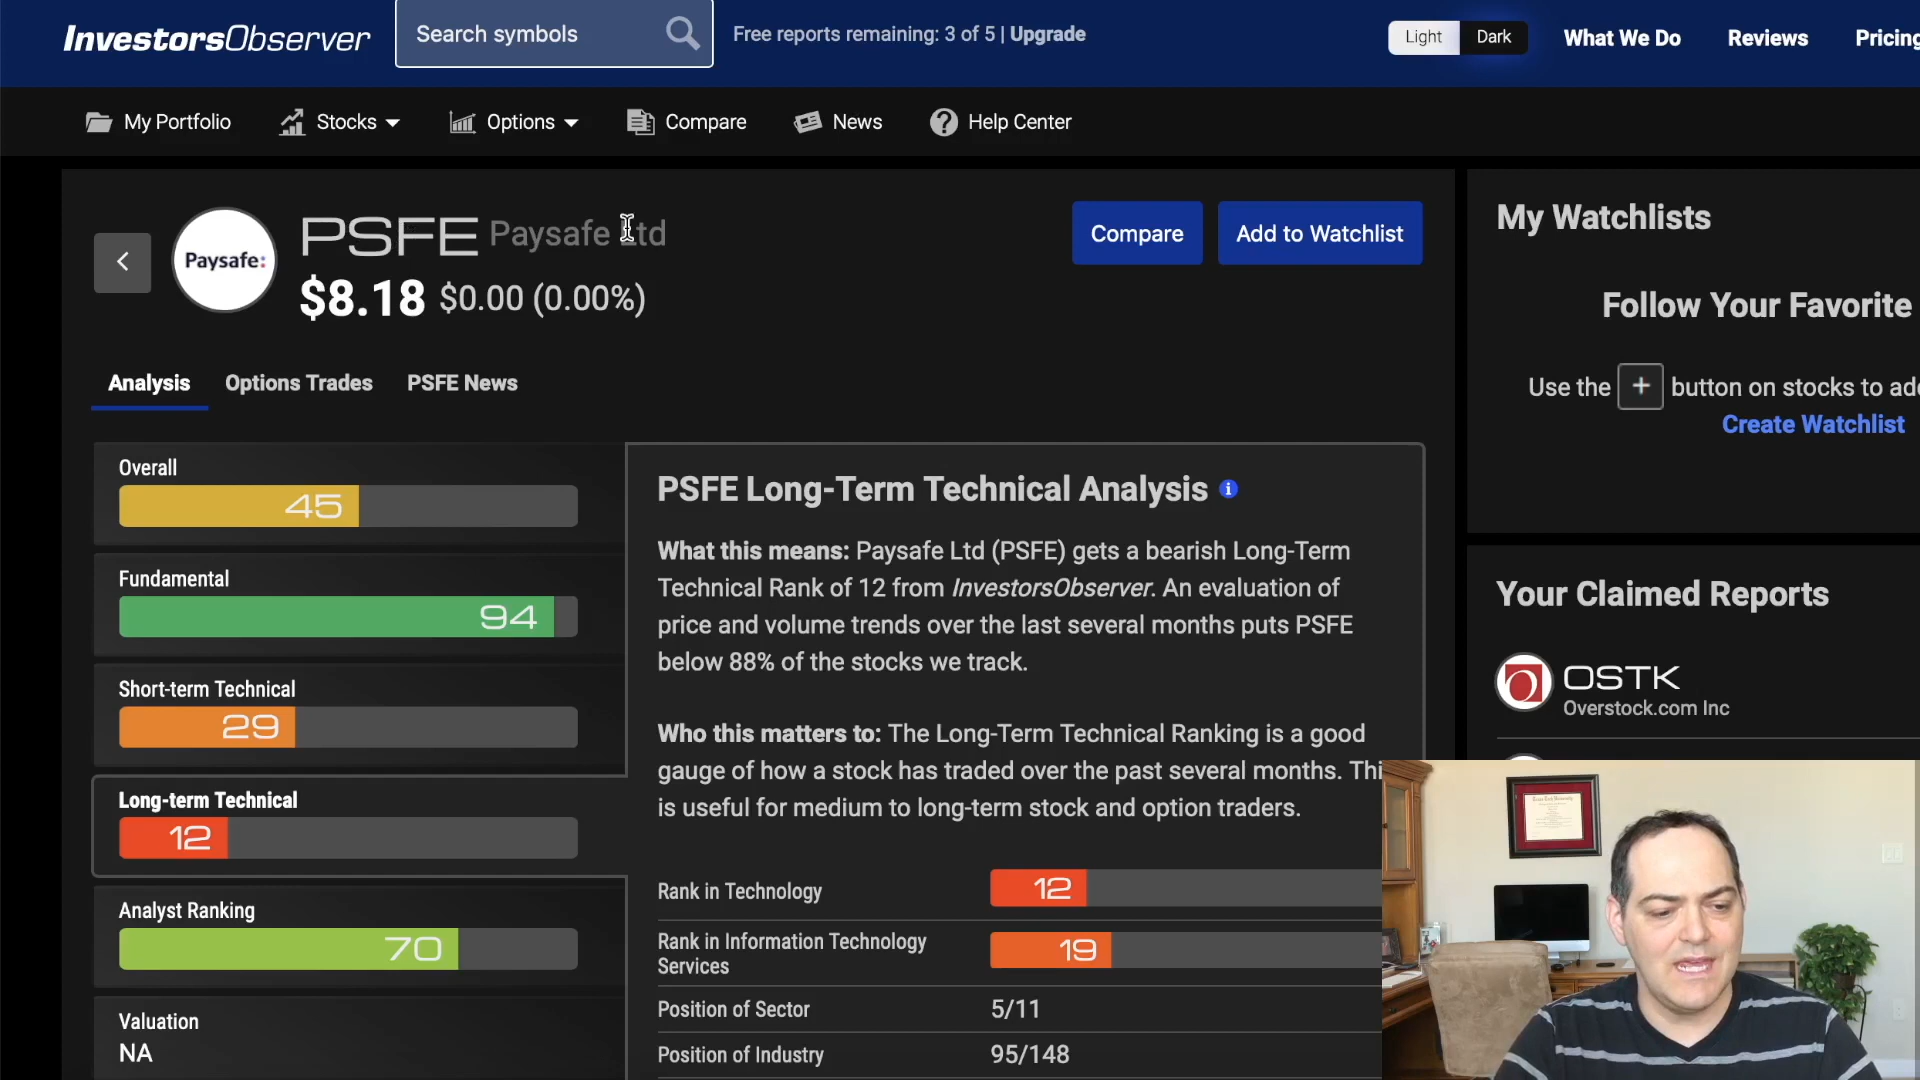 InvestorsObserver
Search symbols
Free reports remaining: 3 of 5 | Upgrade
Light
Dark
What We Do
Reviews
Pricing
My Portfolio
Stocks
Options
Compare
News
Help Center
Paysafe:
PSFE Paysafe Ltd
$8.18 $0.00 (0.00%)
Compare
Add to Watchlist
Analysis
Options Trades
PSFE News
Overall
45
Fundamental
94
Short-term Technical
29
Long-term Technical
12
Analyst Ranking
70
Valuation
NA
PSFE Long-Term Technical Analysis
What this means: Paysafe Ltd (PSFE) gets a bearish Long-Term
Technical Rank of 12 from InvestorsObserver. An evaluation of
price and volume trends over the last several months puts PSFE
below 88% of the stocks we track.
Who this matters to: The Long-Term Technical Ranking is a good
gauge of how a stock has traded over the past several months. Thi
is useful for medium to long-term stock and option traders.
Rank in Technology
12
Rank in Information Technology
Services
19
Position of Sector
5/11
Position of Industry
95/148
My Watchlists
Follow Your Favorite
Use the + button on stocks to ad
Create Watchlist
Your Claimed Reports
OSTK
Overstock.com Inc